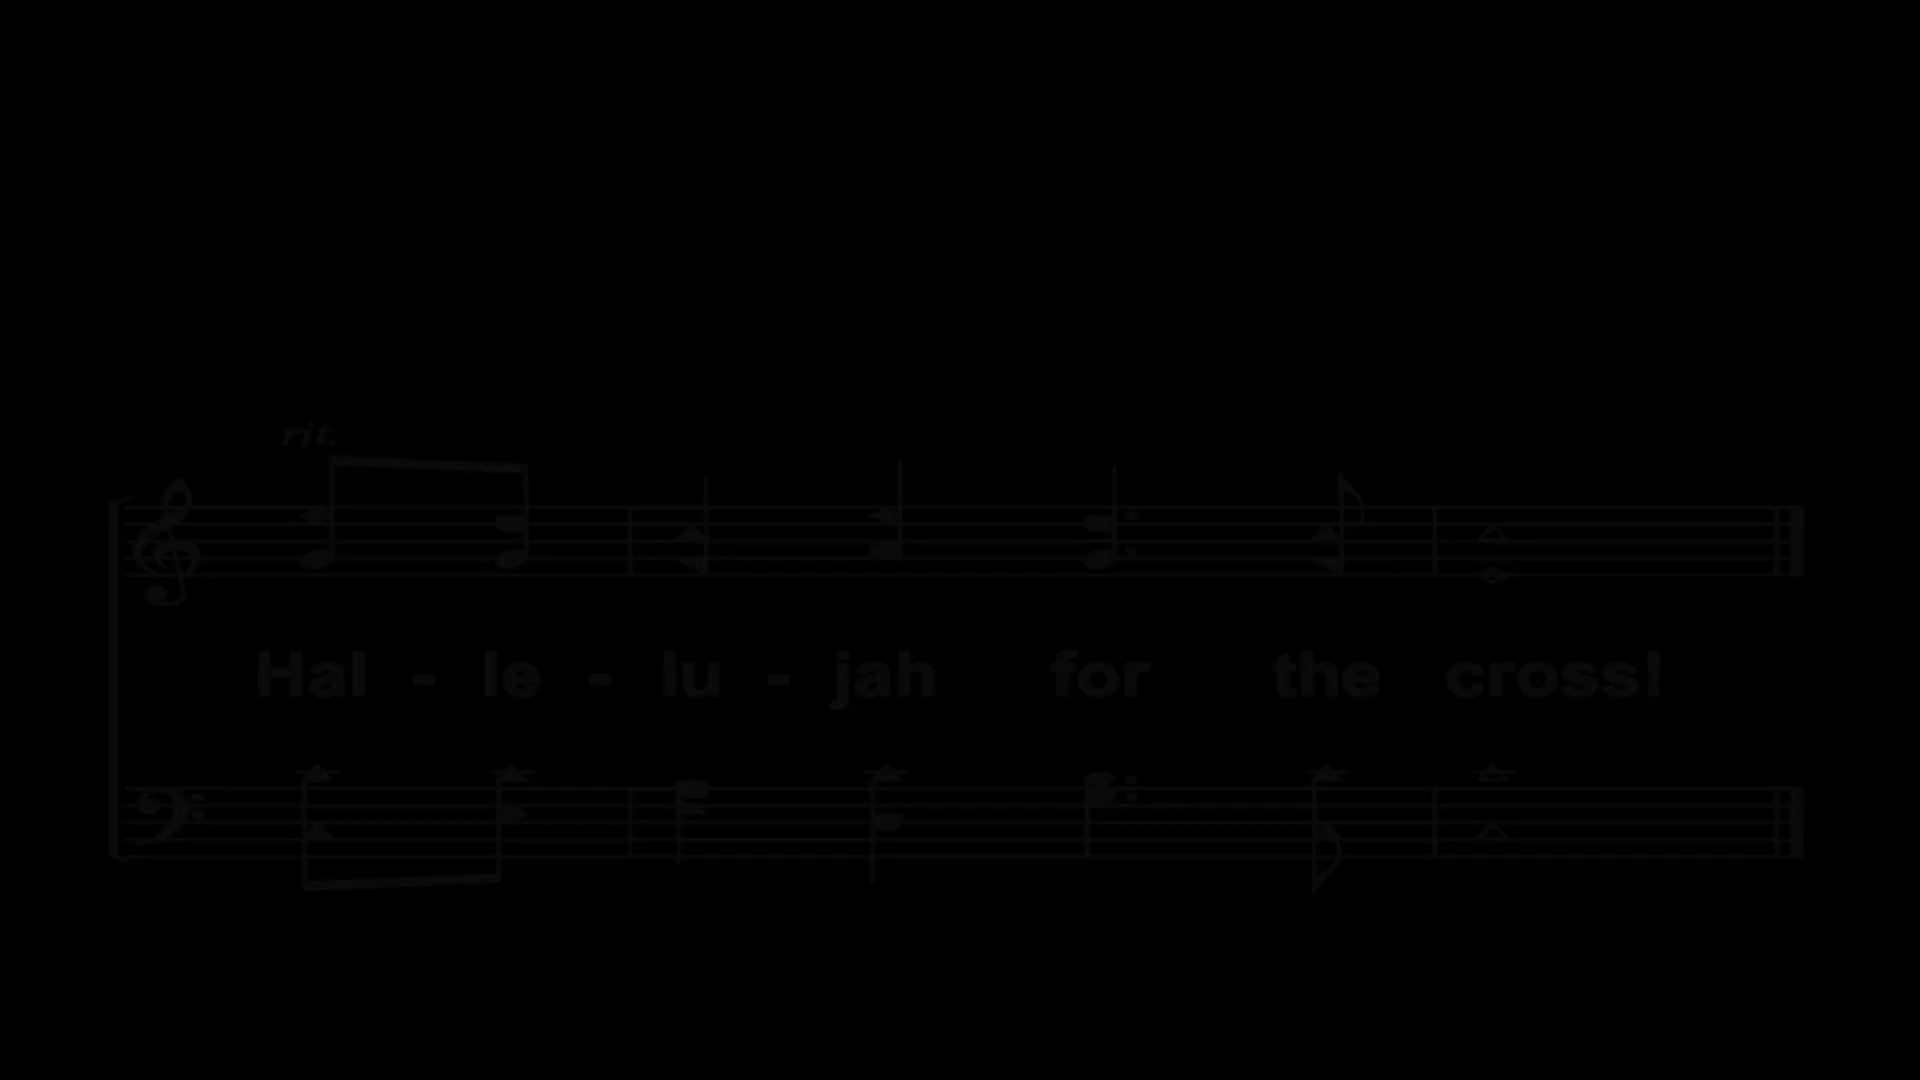 rit.
Hal - le - lu - jah for the cross!